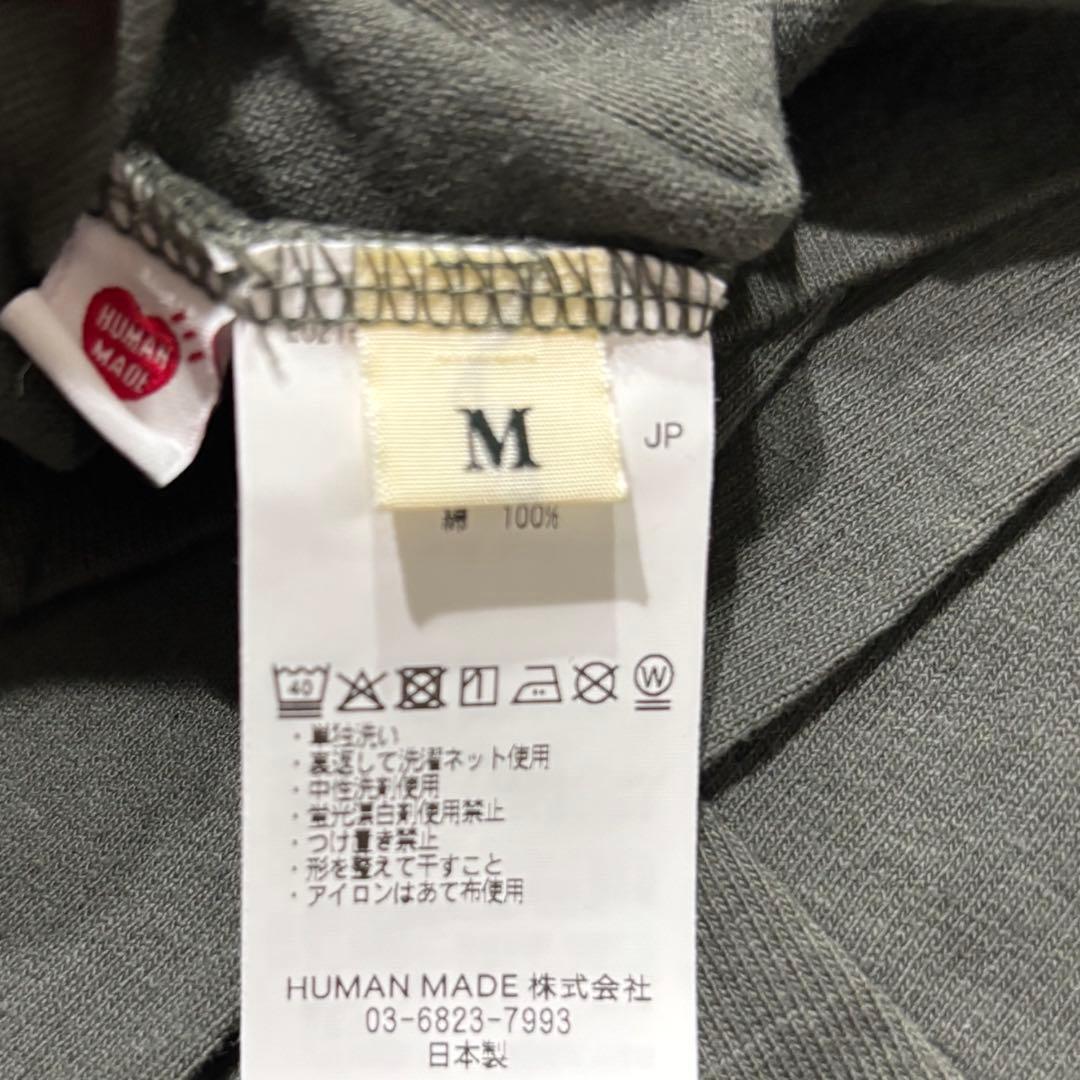 HUMAN
MADE
M
JP
綿 100%
40
W
・単独洗い
・裏返して洗濯ネット使用
・中性洗剤使用
・蛍光漂白剤使用禁止
・つけ置き禁止
・形を整えて干すこと
・アイロンはあて布使用
HUMAN MADE 株式会社
03-6823-7993
日本製